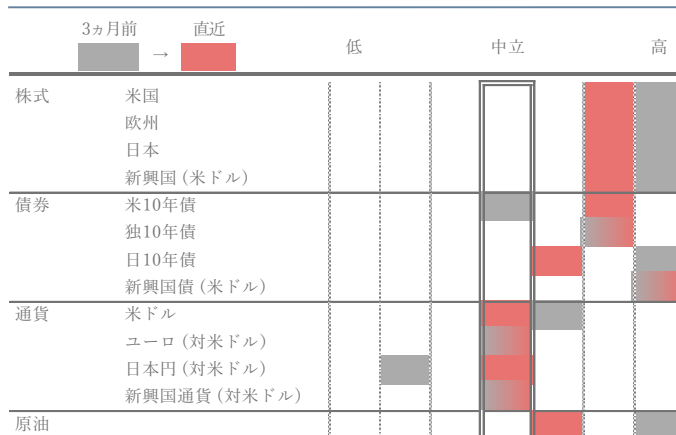 3ヵ月前 → 直近 低 中立 高
株式 米国
欧州
日本
新興国 (米ドル)
債券 米10年債
独10年債
日10年債
新興国債 (米ドル)
通貨 米ドル
ユーロ (対米ドル)
日本円 (対米ドル)
新興国通貨 (対米ドル)
原油